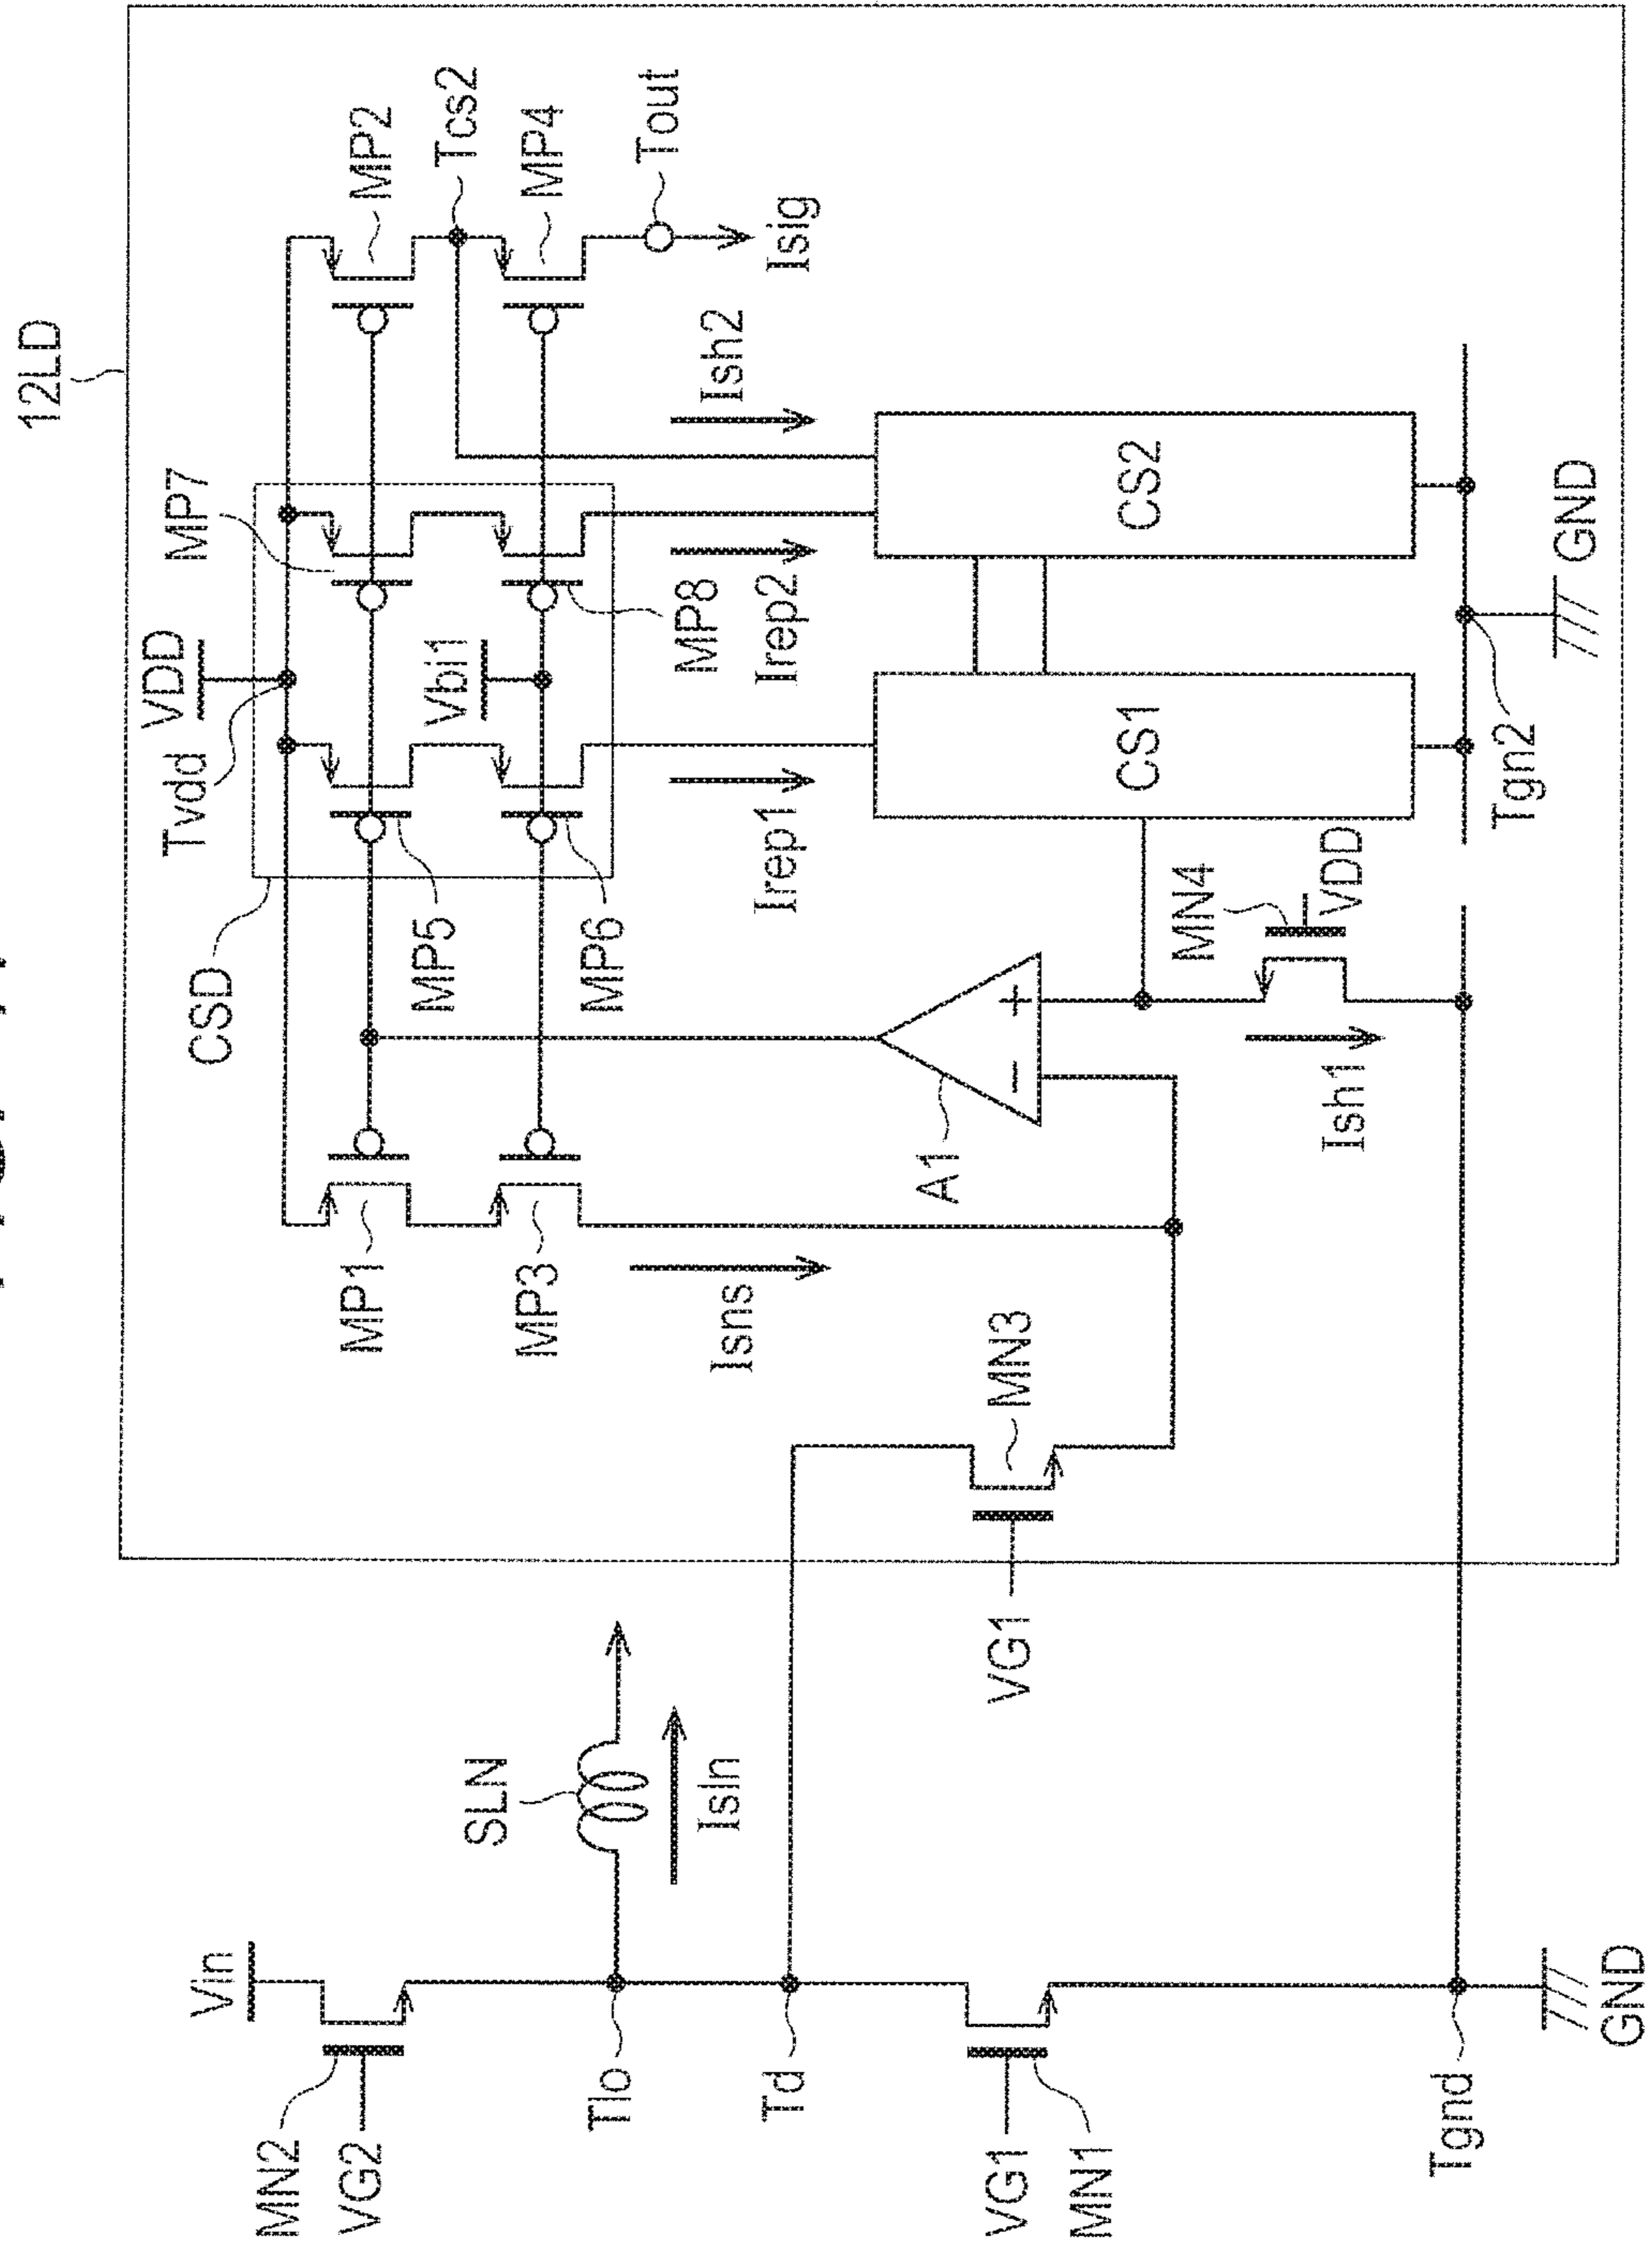 12LD
VDD
Tvdd
CSD
MP7
MP1
MP5
MP2
Tcs2
Vbi1
MP3
MP6
MP8
MP4
Tout
Isns
Irep1
Irep2
Ish2
Isig
A1
−
+
CS1
CS2
MN4
VDD
Ish1
Tgn2
GND
MN3
VG1
Vin
MN2
VG2
SLN
Isln
Tlo
Td
VG1
MN1
Tgnd
GND